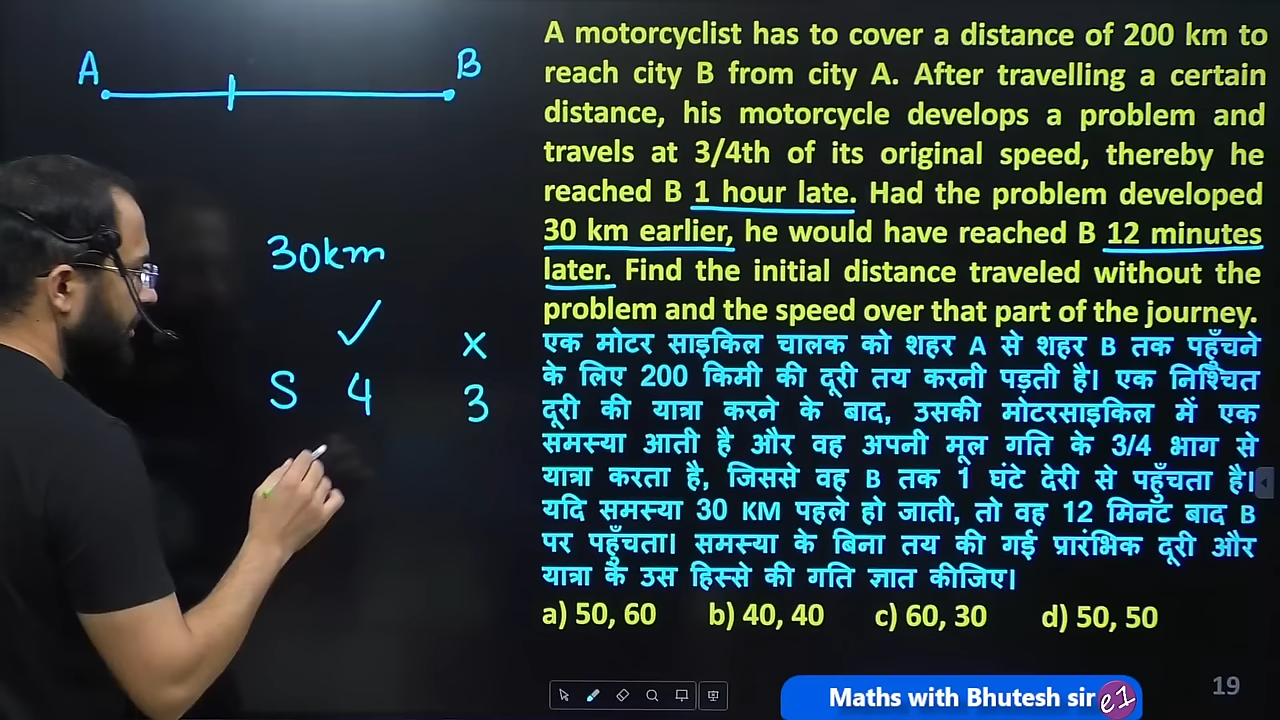 A B
30km
✓ x
S 4 3
A motorcyclist has to cover a distance of 200 km to
reach city B from city A. After travelling a certain
distance, his motorcycle develops a problem and
travels at 3/4th of its original speed, thereby he
reached B 1 hour late. Had the problem developed
30 km earlier, he would have reached B 12 minutes
later. Find the initial distance traveled without the
problem and the speed over that part of the journey.
एक मोटर साइकिल चालक को शहर A से शहर B तक पहुँचने
के लिए 200 किमी की दूरी तय करनी पड़ती है। एक निश्चित
दूरी की यात्रा करने के बाद, उसकी मोटरसाइकिल में एक
समस्या आती है और वह अपनी मूल गति के 3/4 भाग से
यात्रा करता है, जिससे वह B तक 1 घंटे देरी से पहुँचता है।
यदि समस्या 30 KM पहले हो जाती, तो वह 12 मिनट बाद B
पर पहुँचता। समस्या के बिना तय की गई प्रारंभिक दूरी और
यात्रा के उस हिस्से की गति ज्ञात कीजिए।
a) 50, 60 b) 40, 40 c) 60, 30 d) 50, 50
Maths with Bhutesh sir e1
19